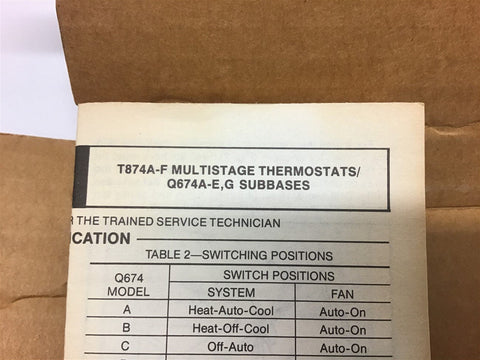 T874A-F MULTISTAGE THERMOSTATS/
Q674A-E,G SUBBASES
THE TRAINED SERVICE TECHNICIAN
TABLE 2—SWITCHING POSITIONS
Q674 MODEL
SWITCH POSITIONS
SYSTEM FAN
A Heat-Auto-Cool Auto-On
B Heat-Off-Cool Auto-On
C Off-Auto Auto-On